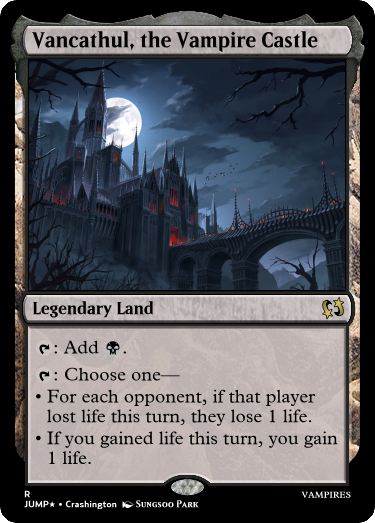 Vancathul, the Vampire Castle
Legendary Land
: Add .
: Choose one—
• For each opponent, if that player
lost life this turn, they lose 1 life.
• If you gained life this turn, you gain
1 life.
R
VAMPIRES
JUMP★ • Crashington Sungsoo Park